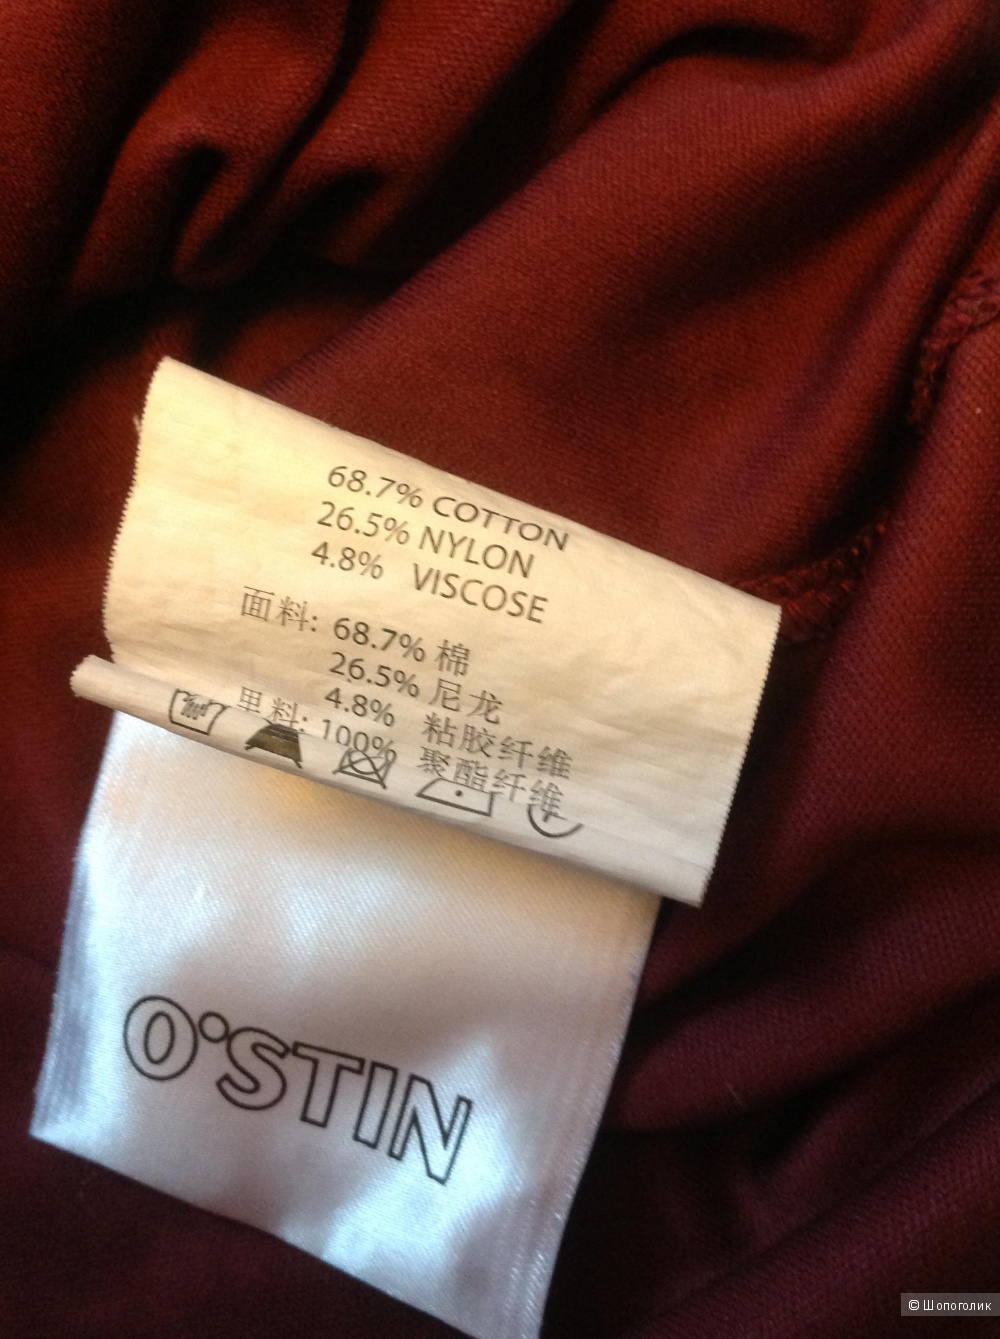 68.7% COTTON
26.5% NYLON
4.8% VISCOSE
面料: 68.7% 棉
26.5% 尼龙
4.8% 粘胶纤维
里料: 100% 聚酯纤维
O'STIN
© Шопоголик